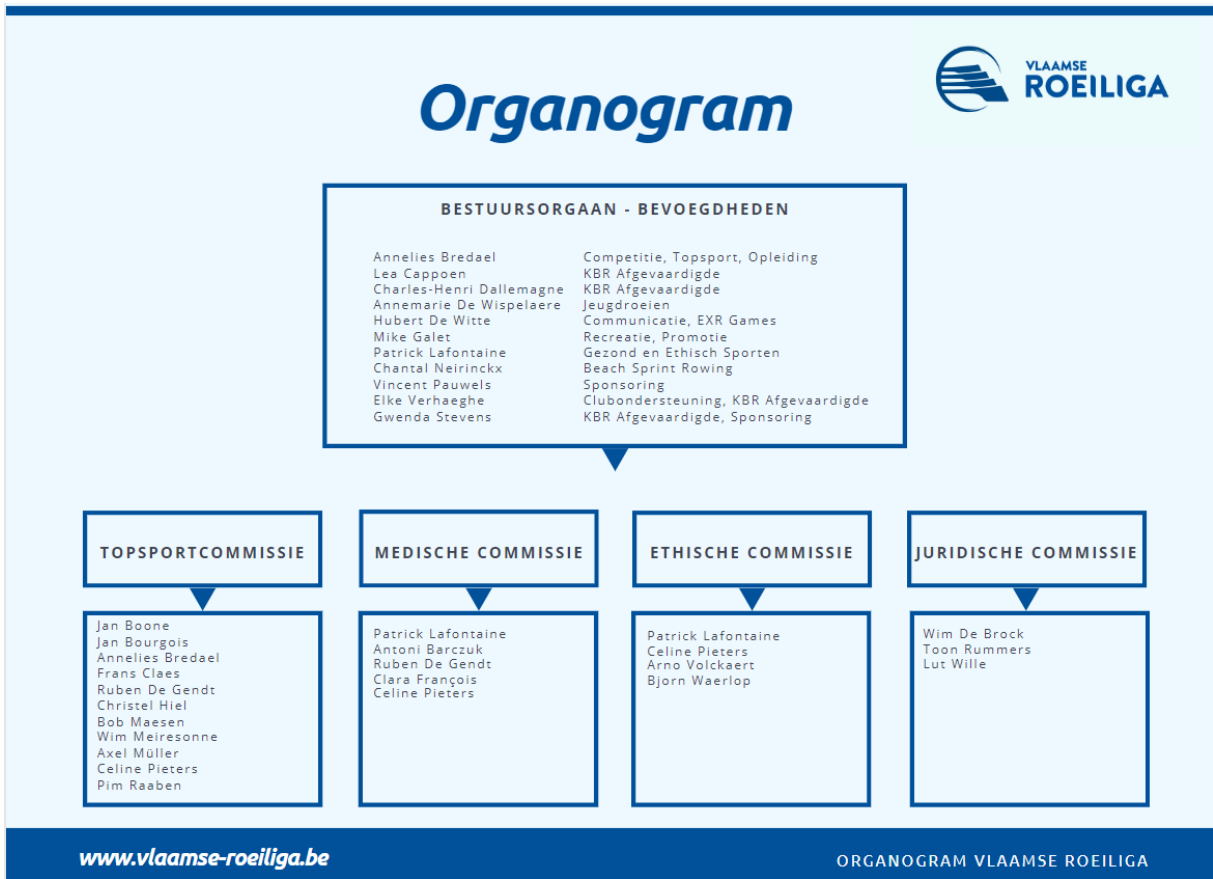 VLAAMSE
ROEILIGA
Organogram
BESTUURSORGAAN - BEVOEGDHEDEN
Annelies Bredael Competitie, Topsport, Opleiding
Lea Cappoen KBR Afgevaardigde
Charles-Henri Dallemagne KBR Afgevaardigde
Annemarie De Wispelaere Jeugdroeien
Hubert De Witte Communicatie, EXR Games
Mike Galet Recreatie, Promotie
Patrick Lafontaine Gezond en Ethisch Sporten
Chantal Neirinckx Beach Sprint Rowing
Vincent Pauwels Sponsoring
Elke Verhaeghe Clubondersteuning, KBR Afgevaardigde
Gwenda Stevens KBR Afgevaardigde, Sponsoring
TOPSPORTCOMMISSIE
Jan Boone
Jan Bourgois
Annelies Bredael
Frans Claes
Ruben De Gendt
Christel Hiel
Bob Maesen
Wim Meiresonne
Axel Müller
Celine Pieters
Pim Raaben
MEDISCHE COMMISSIE
Patrick Lafontaine
Antoni Barczuk
Ruben De Gendt
Clara François
Celine Pieters
ETHISCHE COMMISSIE
Patrick Lafontaine
Celine Pieters
Arno Volckaert
Bjorn Waerlop
JURIDISCHE COMMISSIE
Wim De Brock
Toon Rummers
Lut Wille
www.vlaamse-roeiliga.be
ORGANOGRAM VLAAMSE ROEILIGA